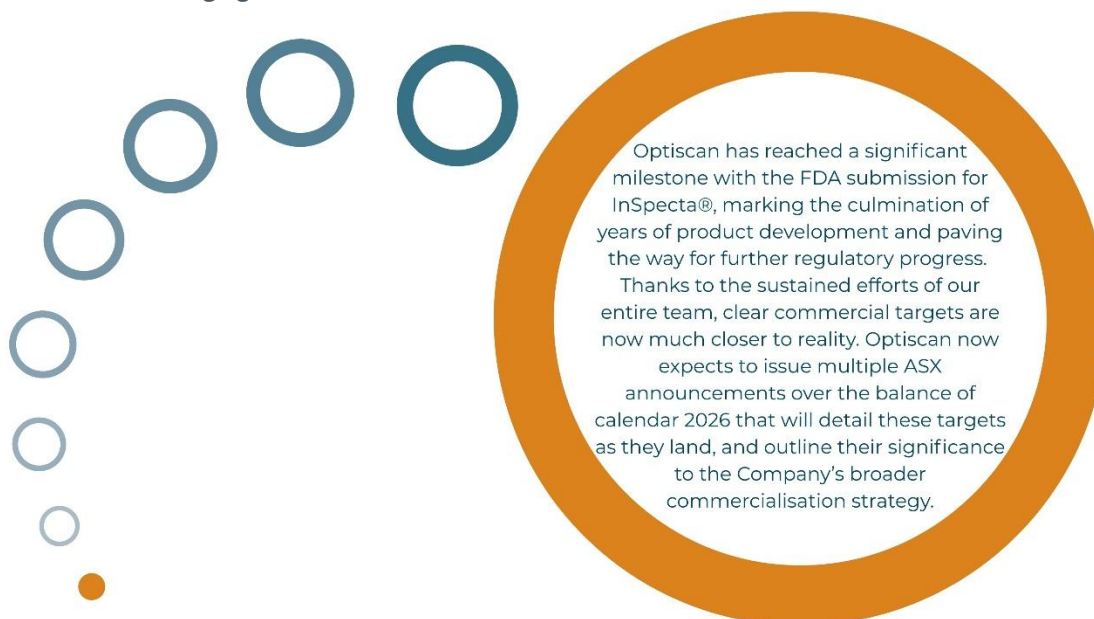 Optiscan has reached a significant
milestone with the FDA submission for
InSpecta®, marking the culmination of
years of product development and paving
the way for further regulatory progress.
Thanks to the sustained efforts of our
entire team, clear commercial targets are
now much closer to reality. Optiscan now
expects to issue multiple ASX
announcements over the balance of
calendar 2026 that will detail these targets
as they land, and outline their significance
to the Company’s broader
commercialisation strategy.